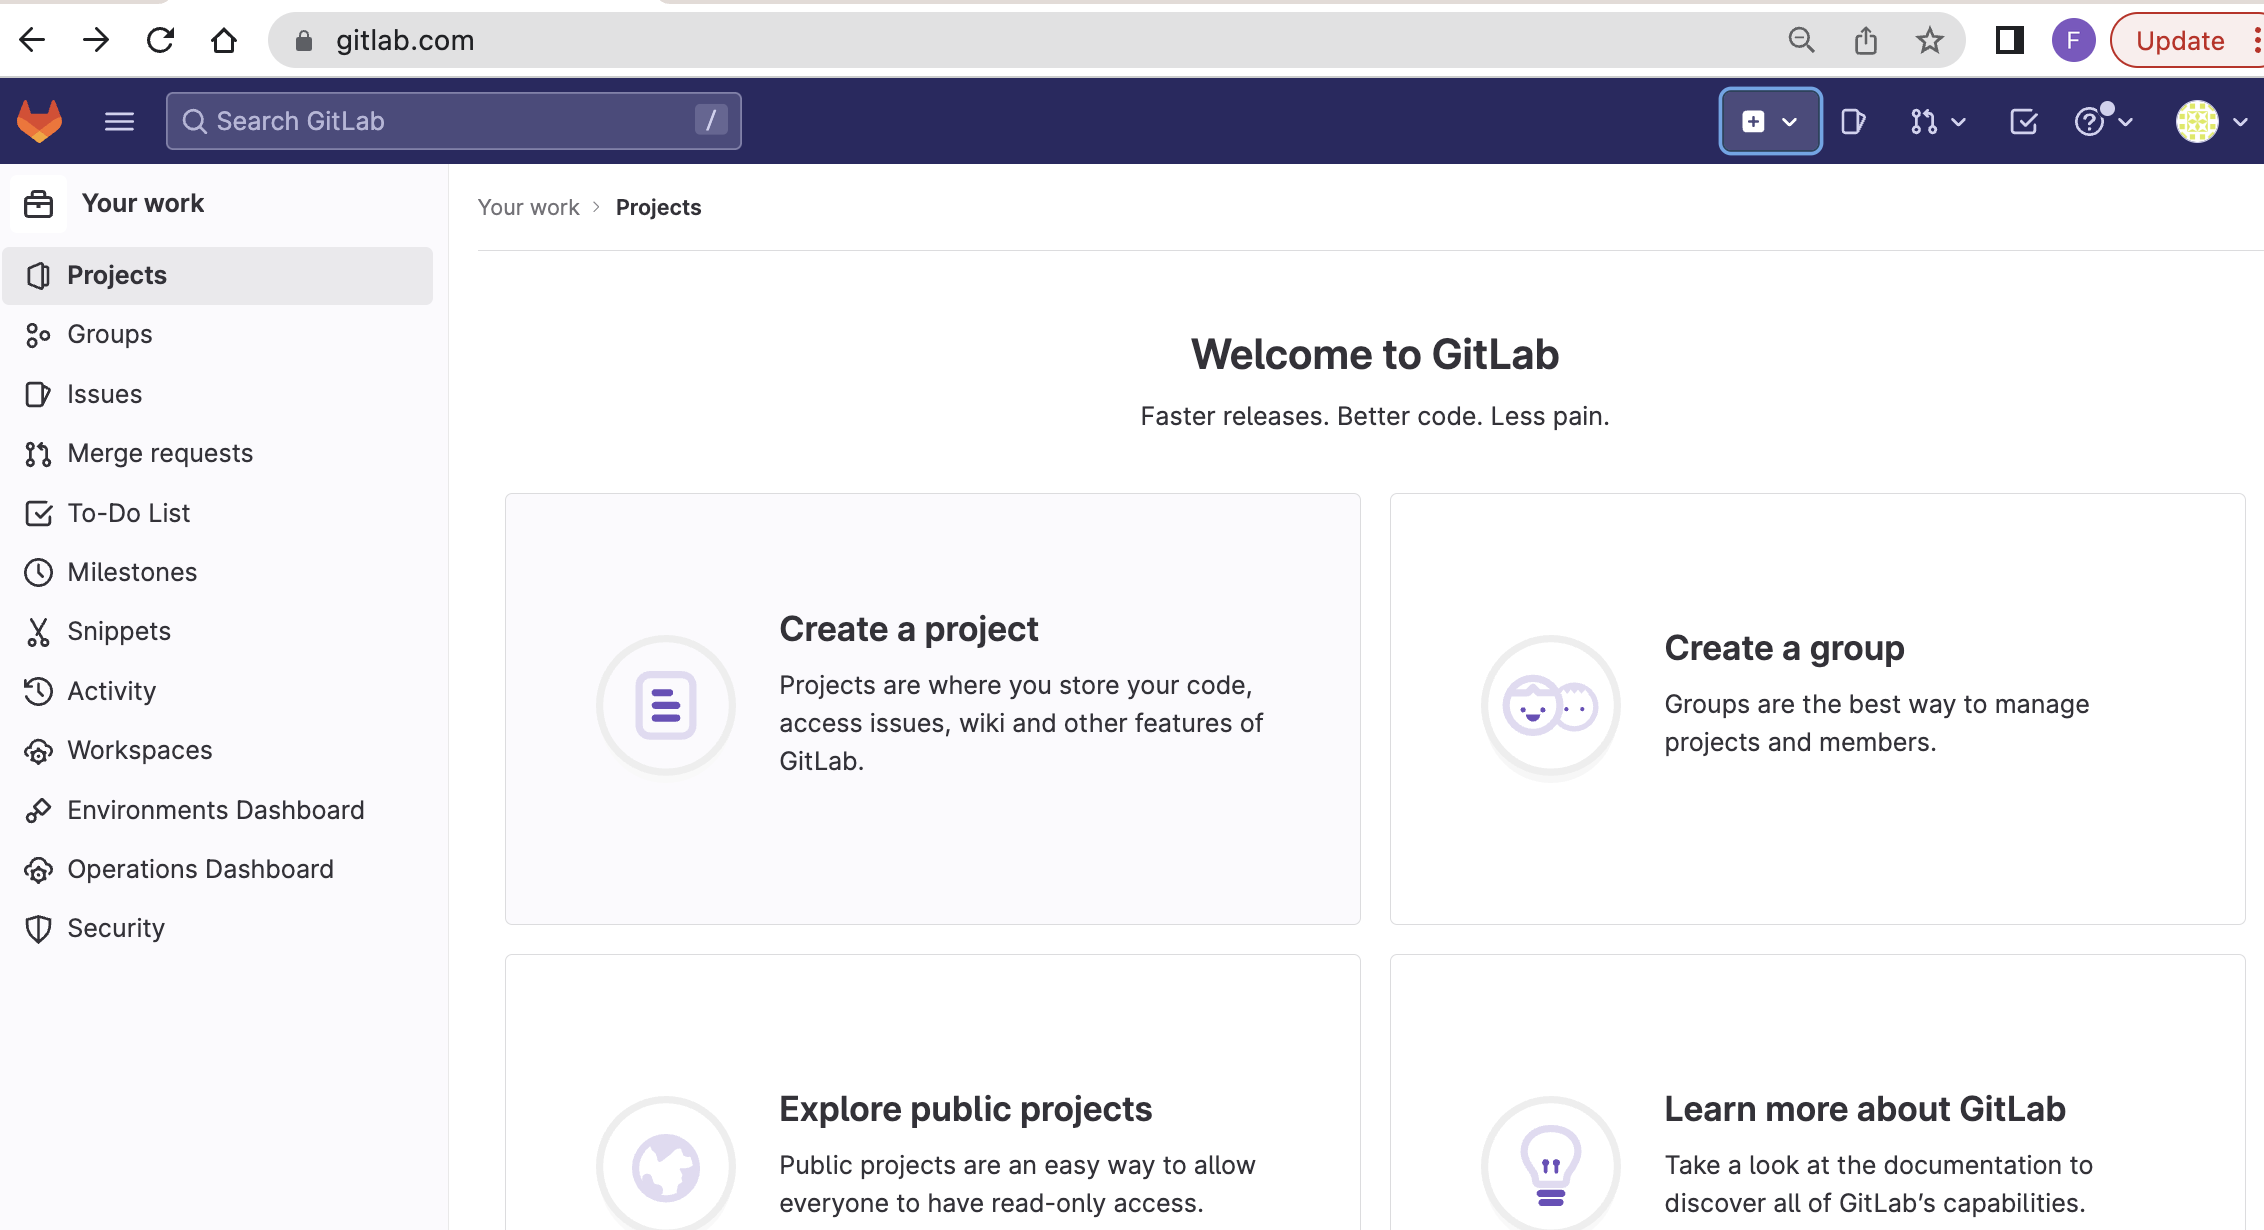 gitlab.com
F
Update
Search GitLab
/
Your work
Your work > Projects
Projects
Groups
Issues
Merge requests
To-Do List
Milestones
Snippets
Activity
Workspaces
Environments Dashboard
Operations Dashboard
Security
Welcome to GitLab
Faster releases. Better code. Less pain.
Create a project
Projects are where you store your code,
access issues, wiki and other features of
GitLab.
Create a group
Groups are the best way to manage
projects and members.
Explore public projects
Public projects are an easy way to allow
everyone to have read-only access.
Learn more about GitLab
Take a look at the documentation to
discover all of GitLab’s capabilities.